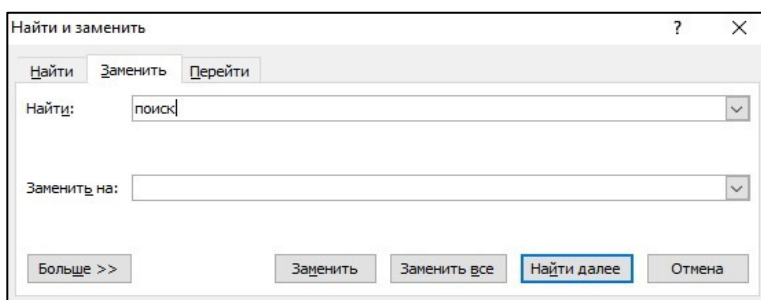 Найти и заменить ? ×
Найти Заменить Перейти
Найти: поиск
Заменить на:
Больше >> Заменить Заменить все Найти далее Отмена